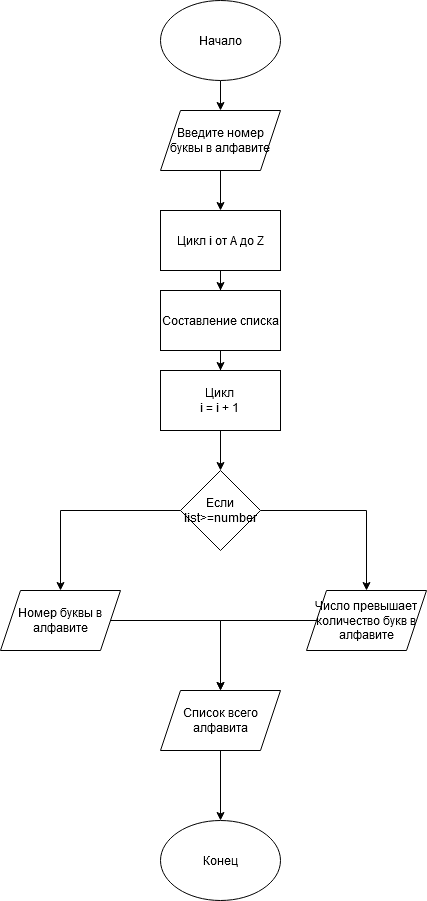 Начало
Введите номер
буквы в алфавите
Цикл i от A до Z
Составление списка
Цикл
i = i + 1
Если
list>=number
Номер буквы в
алфавите
Число превышает
количество букв в
алфавите
Список всего
алфавита
Конец